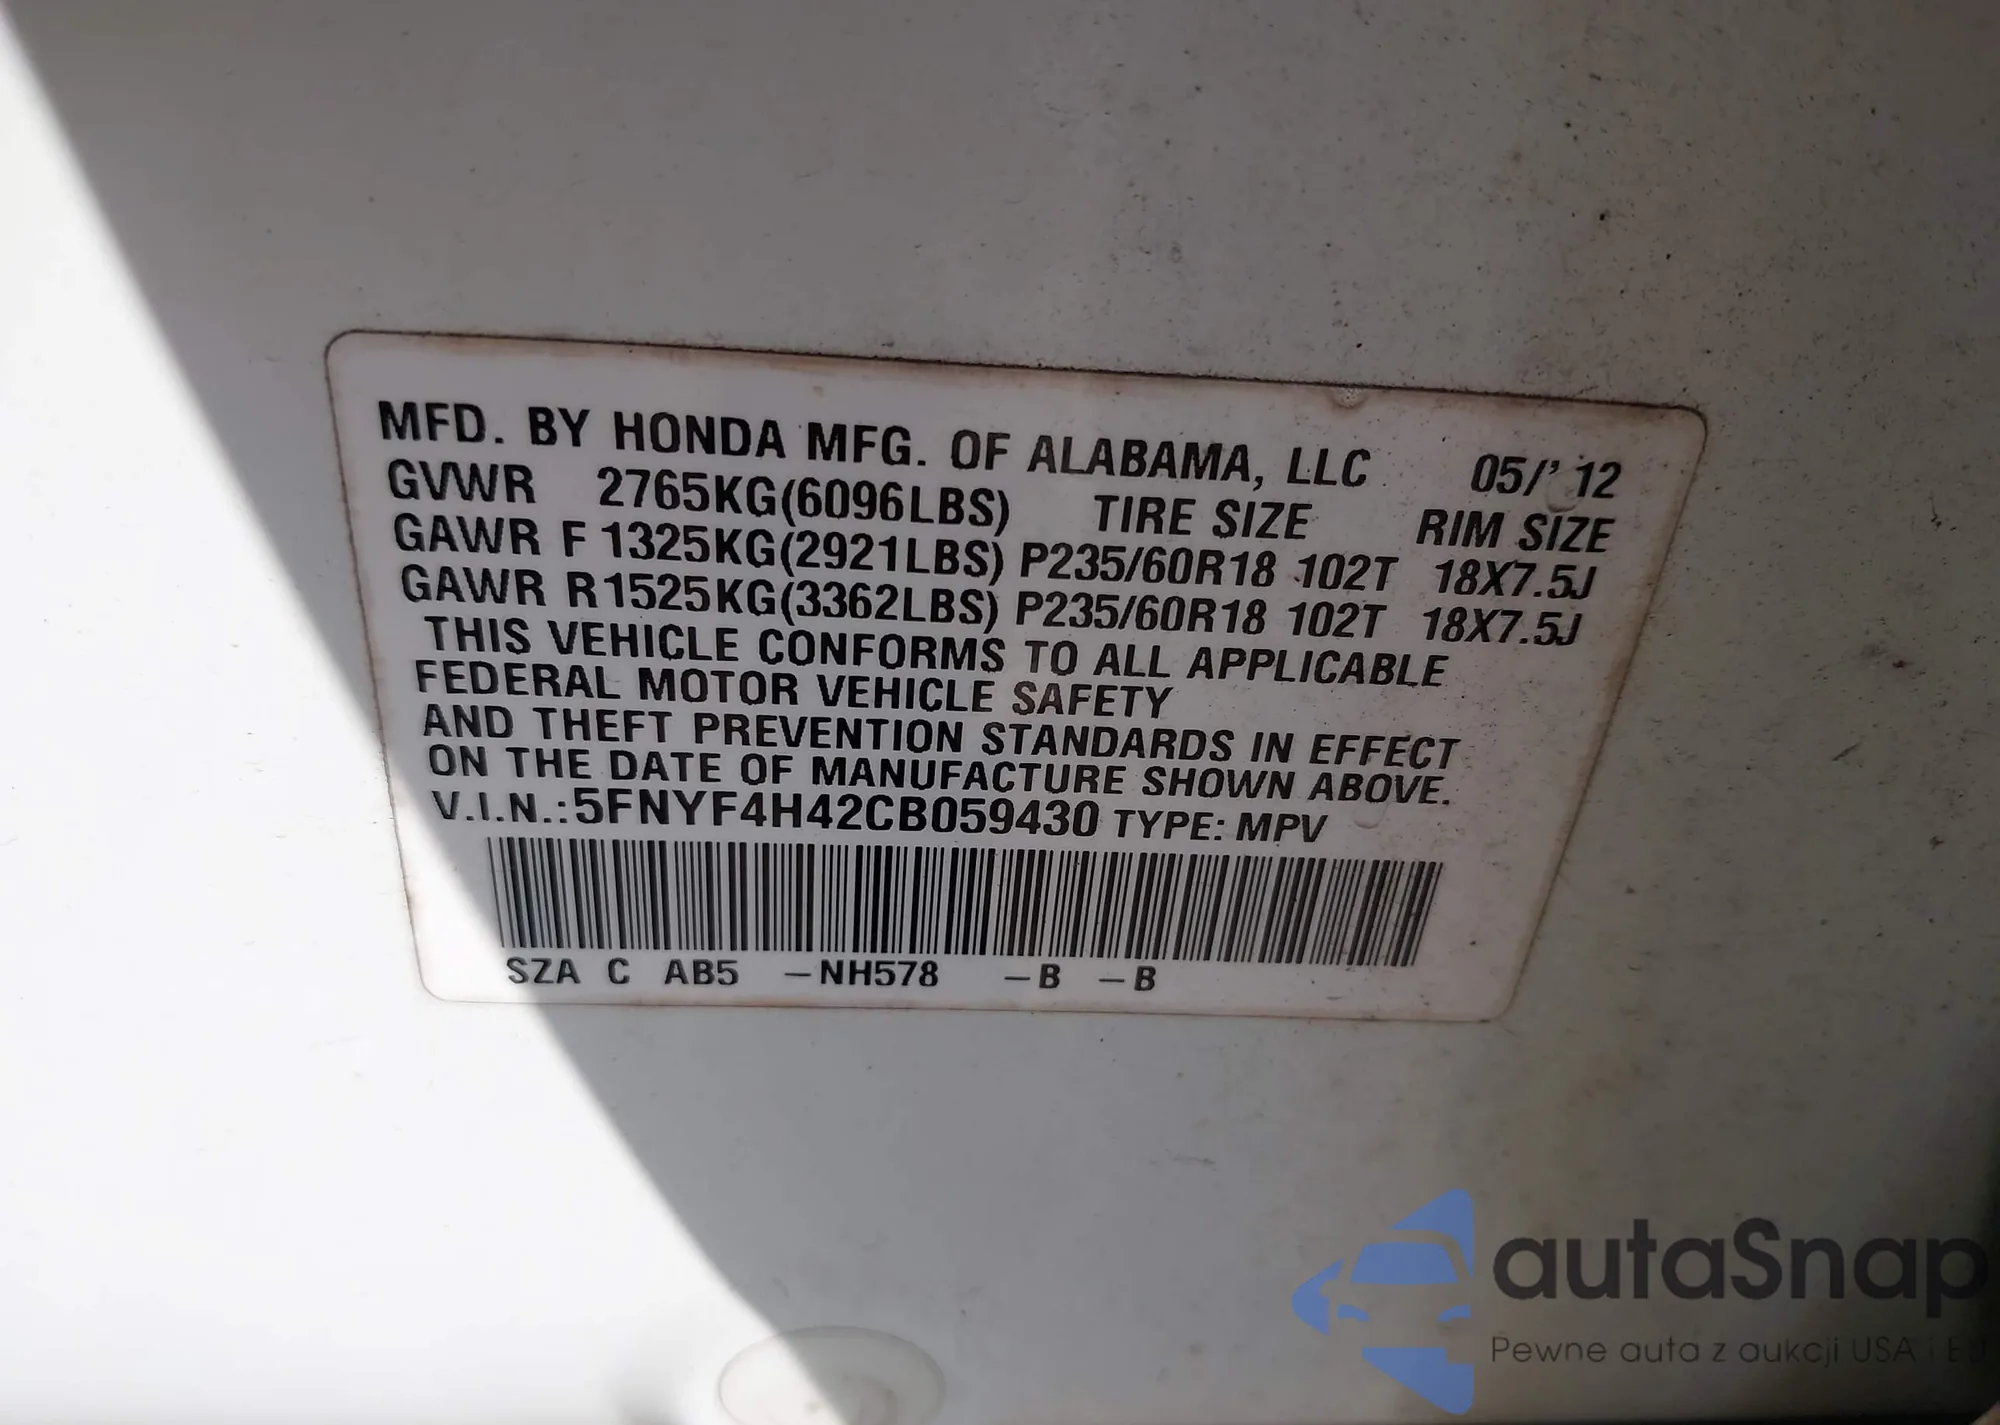 MFD. BY HONDA MFG. OF ALABAMA, LLC 05/'12
GVWR 2765KG(6096LBS) TIRE SIZE RIM SIZE
GAWR F 1325KG(2921LBS) P235/60R18 102T 18X7.5J
GAWR R 1525KG(3362LBS) P235/60R18 102T 18X7.5J
THIS VEHICLE CONFORMS TO ALL APPLICABLE
FEDERAL MOTOR VEHICLE SAFETY
AND THEFT PREVENTION STANDARDS IN EFFECT
ON THE DATE OF MANUFACTURE SHOWN ABOVE.
V.I.N.:5FNYF4H42CB059430 TYPE: MPV
SZA C AB5 –NH578 –B –B
autaSnap
Pewne auta z aukcji USA i EU